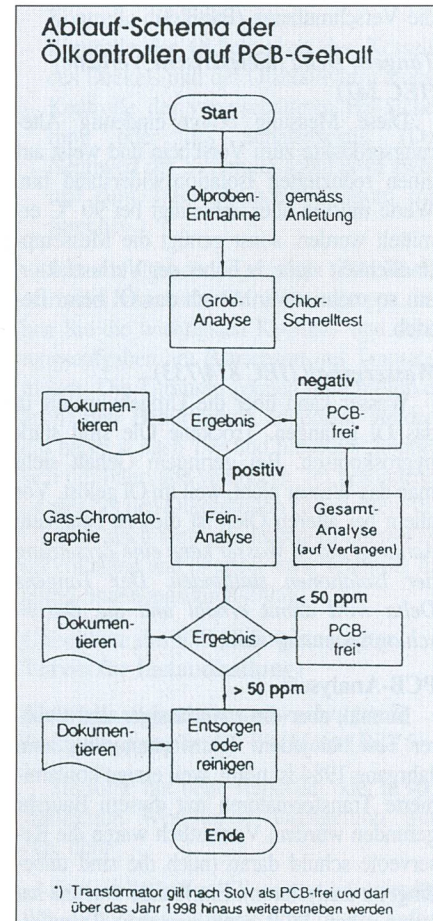 Ablauf-Schema der
Ölkontrollen auf PCB-Gehalt
Start
Ölproben-
Entnahme
gemäss
Anleitung
Grob-
Analyse
Chlor-
Schnelltest
negativ
Dokumen-
tieren
Ergebnis
PCB-
frei*
positiv
Gas-Chromato-
graphie
Fein-
Analyse
Gesamt-
Analyse
(auf Verlangen)
< 50 ppm
Dokumen-
tieren
Ergebnis
PCB-
frei*
> 50 ppm
Dokumen-
tieren
Entsorgen
oder
reinigen
Ende
*) Transformator gilt nach StoV als PCB-frei und darf
über das Jahr 1998 hinaus weiterbetrieben werden